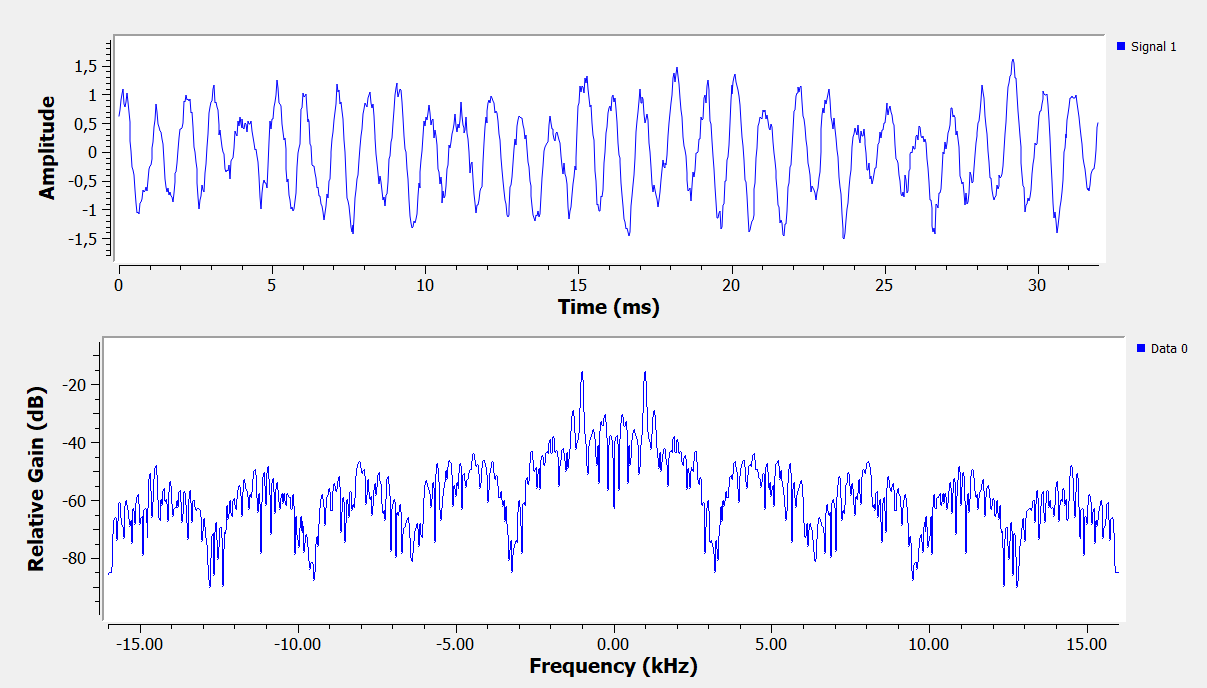 Signal 1
Amplitude
1,5
1
0,5
0
-0,5
-1
-1,5
0 5 10 15 20 25 30
Time (ms)
Data 0
Relative Gain (dB)
-20
-40
-60
-80
-15.00 -10.00 -5.00 0.00 5.00 10.00 15.00
Frequency (kHz)